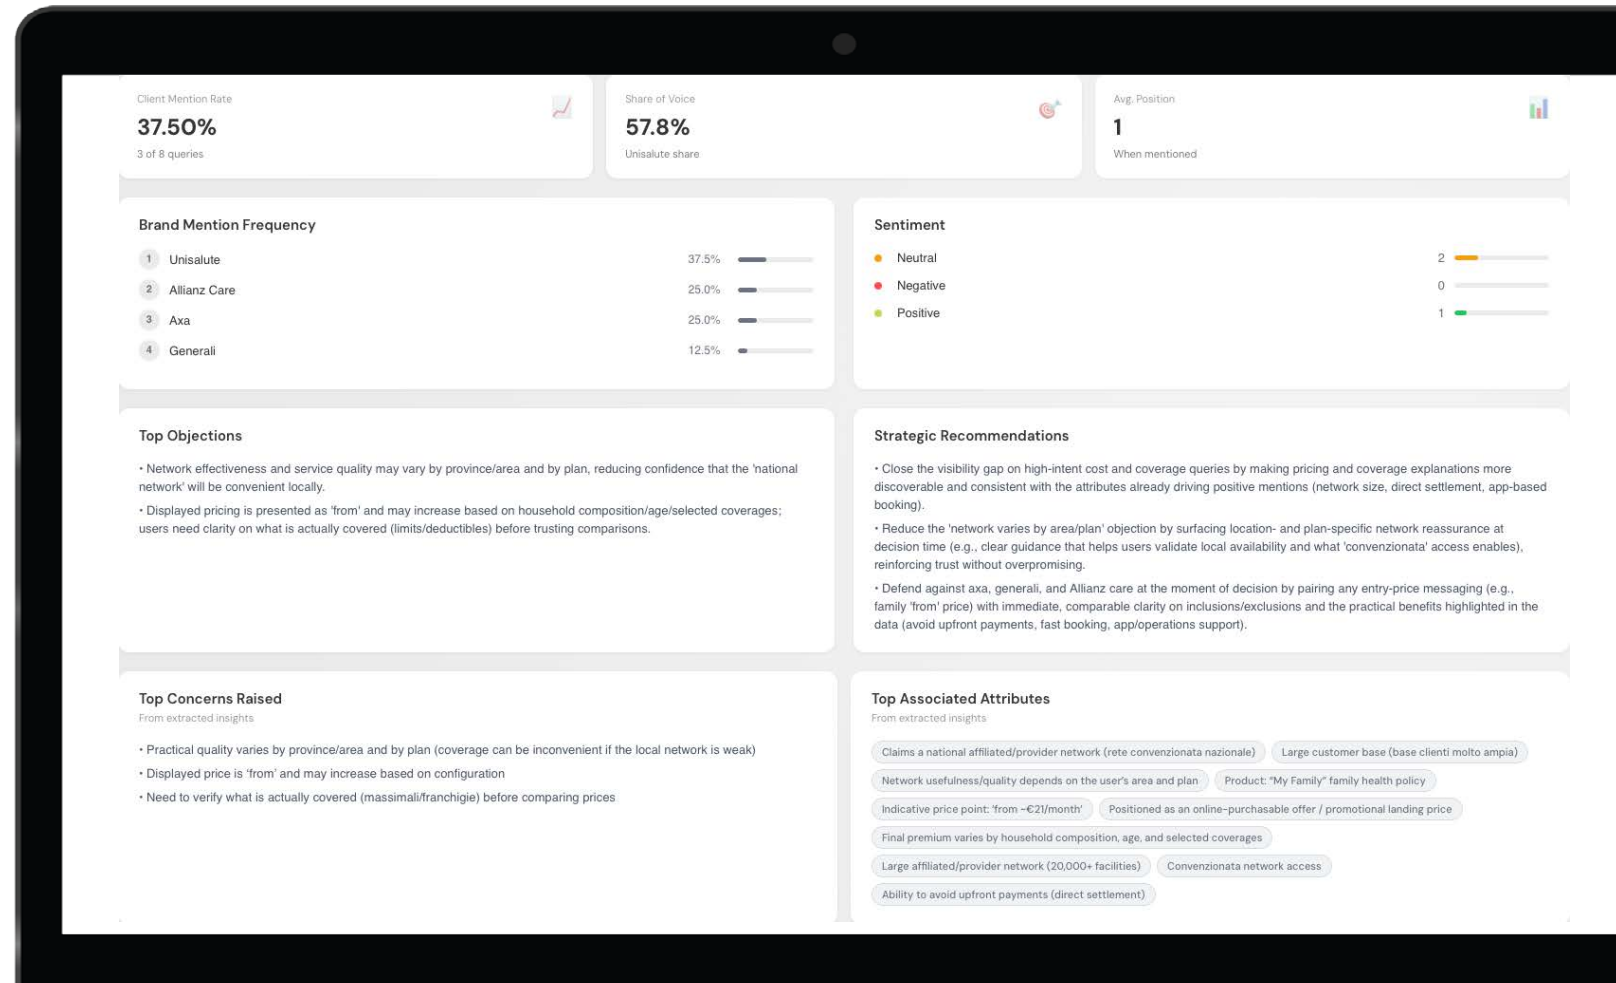 Client Mention Rate
37.50%
3 of 8 queries
Share of Voice
57.8%
Unisalute share
Avg. Position
1
When mentioned
Brand Mention Frequency
1 Unisalute 37.5%
2 Allianz Care 25.0%
3 Axa 25.0%
4 Generali 12.5%
Sentiment
Neutral 2
Negative 0
Positive 1
Top Objections
• Network effectiveness and service quality may vary by province/area and by plan, reducing confidence that the 'national
network' will be convenient locally.
• Displayed pricing is presented as 'from' and may increase based on household composition/age/selected coverages;
users need clarity on what is actually covered (limits/deductibles) before trusting comparisons.
Strategic Recommendations
• Close the visibility gap on high-intent cost and coverage queries by making pricing and coverage explanations more
discoverable and consistent with the attributes already driving positive mentions (network size, direct settlement, app-based
booking).
• Reduce the 'network varies by area/plan' objection by surfacing location- and plan-specific network reassurance at
decision time (e.g., clear guidance that helps users validate local availability and what 'convenzionata' access enables),
reinforcing trust without overpromising.
• Defend against axa, generali, and Allianz care at the moment of decision by pairing any entry-price messaging (e.g.,
family 'from' price) with immediate, comparable clarity on inclusions/exclusions and the practical benefits highlighted in the
data (avoid upfront payments, fast booking, app/operations support).
Top Concerns Raised
From extracted insights
• Practical quality varies by province/area and by plan (coverage can be inconvenient if the local network is weak)
• Displayed price is 'from' and may increase based on configuration
• Need to verify what is actually covered (massimali/franchigie) before comparing prices
Top Associated Attributes
From extracted insights
Claims a national affiliated/provider network (rete convenzionata nazionale) Large customer base (base clienti molto ampia)
Network usefulness/quality depends on the user's area and plan Product: "My Family" family health policy
Indicative price point: 'from ~€21/month' Positioned as an online-purchasable offer / promotional landing price
Final premium varies by household composition, age, and selected coverages
Large affiliated/provider network (20,000+ facilities) Convenzionata network access
Ability to avoid upfront payments (direct settlement)